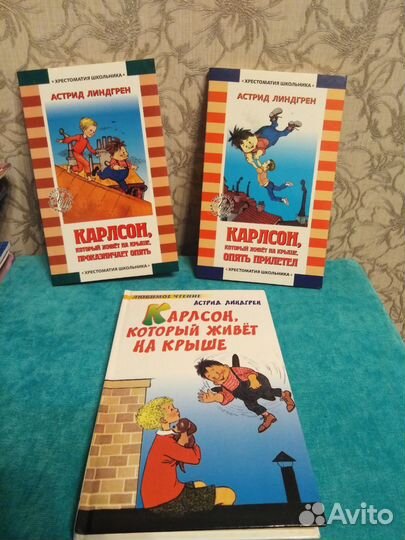 ХРЕСТОМАТИЯ ШКОЛЬНИКА
АСТРИД ЛИНДГРЕН
КАРЛСОН,
КОТОРЫЙ ЖИВЁТ НА КРЫШЕ,
ПРОКАЗНИЧАЕТ ОПЯТЬ
ХРЕСТОМАТИЯ ШКОЛЬНИКА
ХРЕСТОМАТИЯ ШКОЛЬНИКА
АСТРИД ЛИНДГРЕН
КАРЛСОН,
КОТОРЫЙ ЖИВЁТ НА КРЫШЕ,
ОПЯТЬ ПРИЛЕТЕЛ
ХРЕСТОМАТИЯ ШКОЛЬНИКА
ЛЮБИМОЕ ЧТЕНИЕ
АСТРИД ЛИНДГРЕН
КАРЛСОН,
КОТОРЫЙ ЖИВЁТ
НА КРЫШЕ
Avito